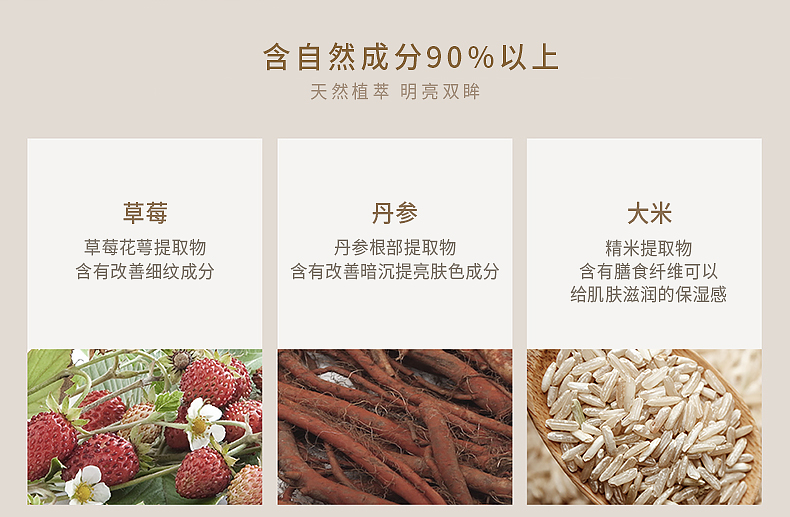 含自然成分90%以上
天然植萃 明亮双眸
草莓
草莓花萼提取物
含有改善细纹成分
丹参
丹参根部提取物
含有改善暗沉提亮肤色成分
大米
精米提取物
含有膳食纤维可以
给肌肤滋润的保湿感